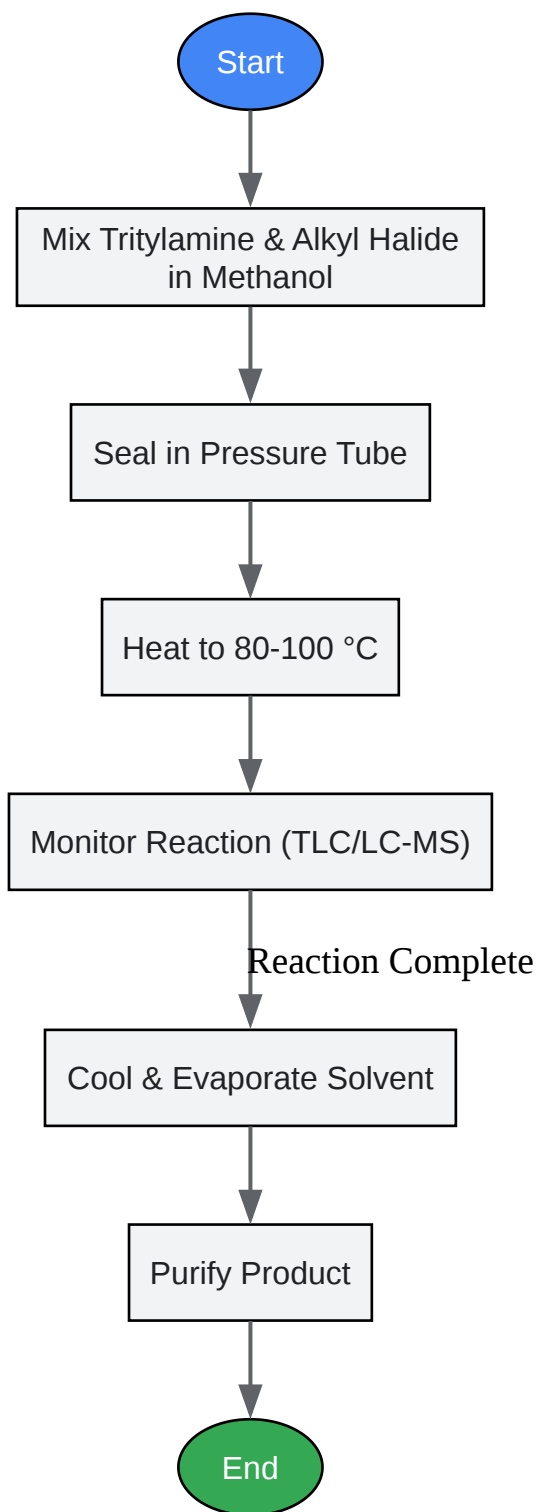 Start
Mix Tritylamine & Alkyl Halide
in Methanol
Seal in Pressure Tube
Heat to 80-100 °C
Monitor Reaction (TLC/LC-MS)
Reaction Complete
Cool & Evaporate Solvent
Purify Product
End